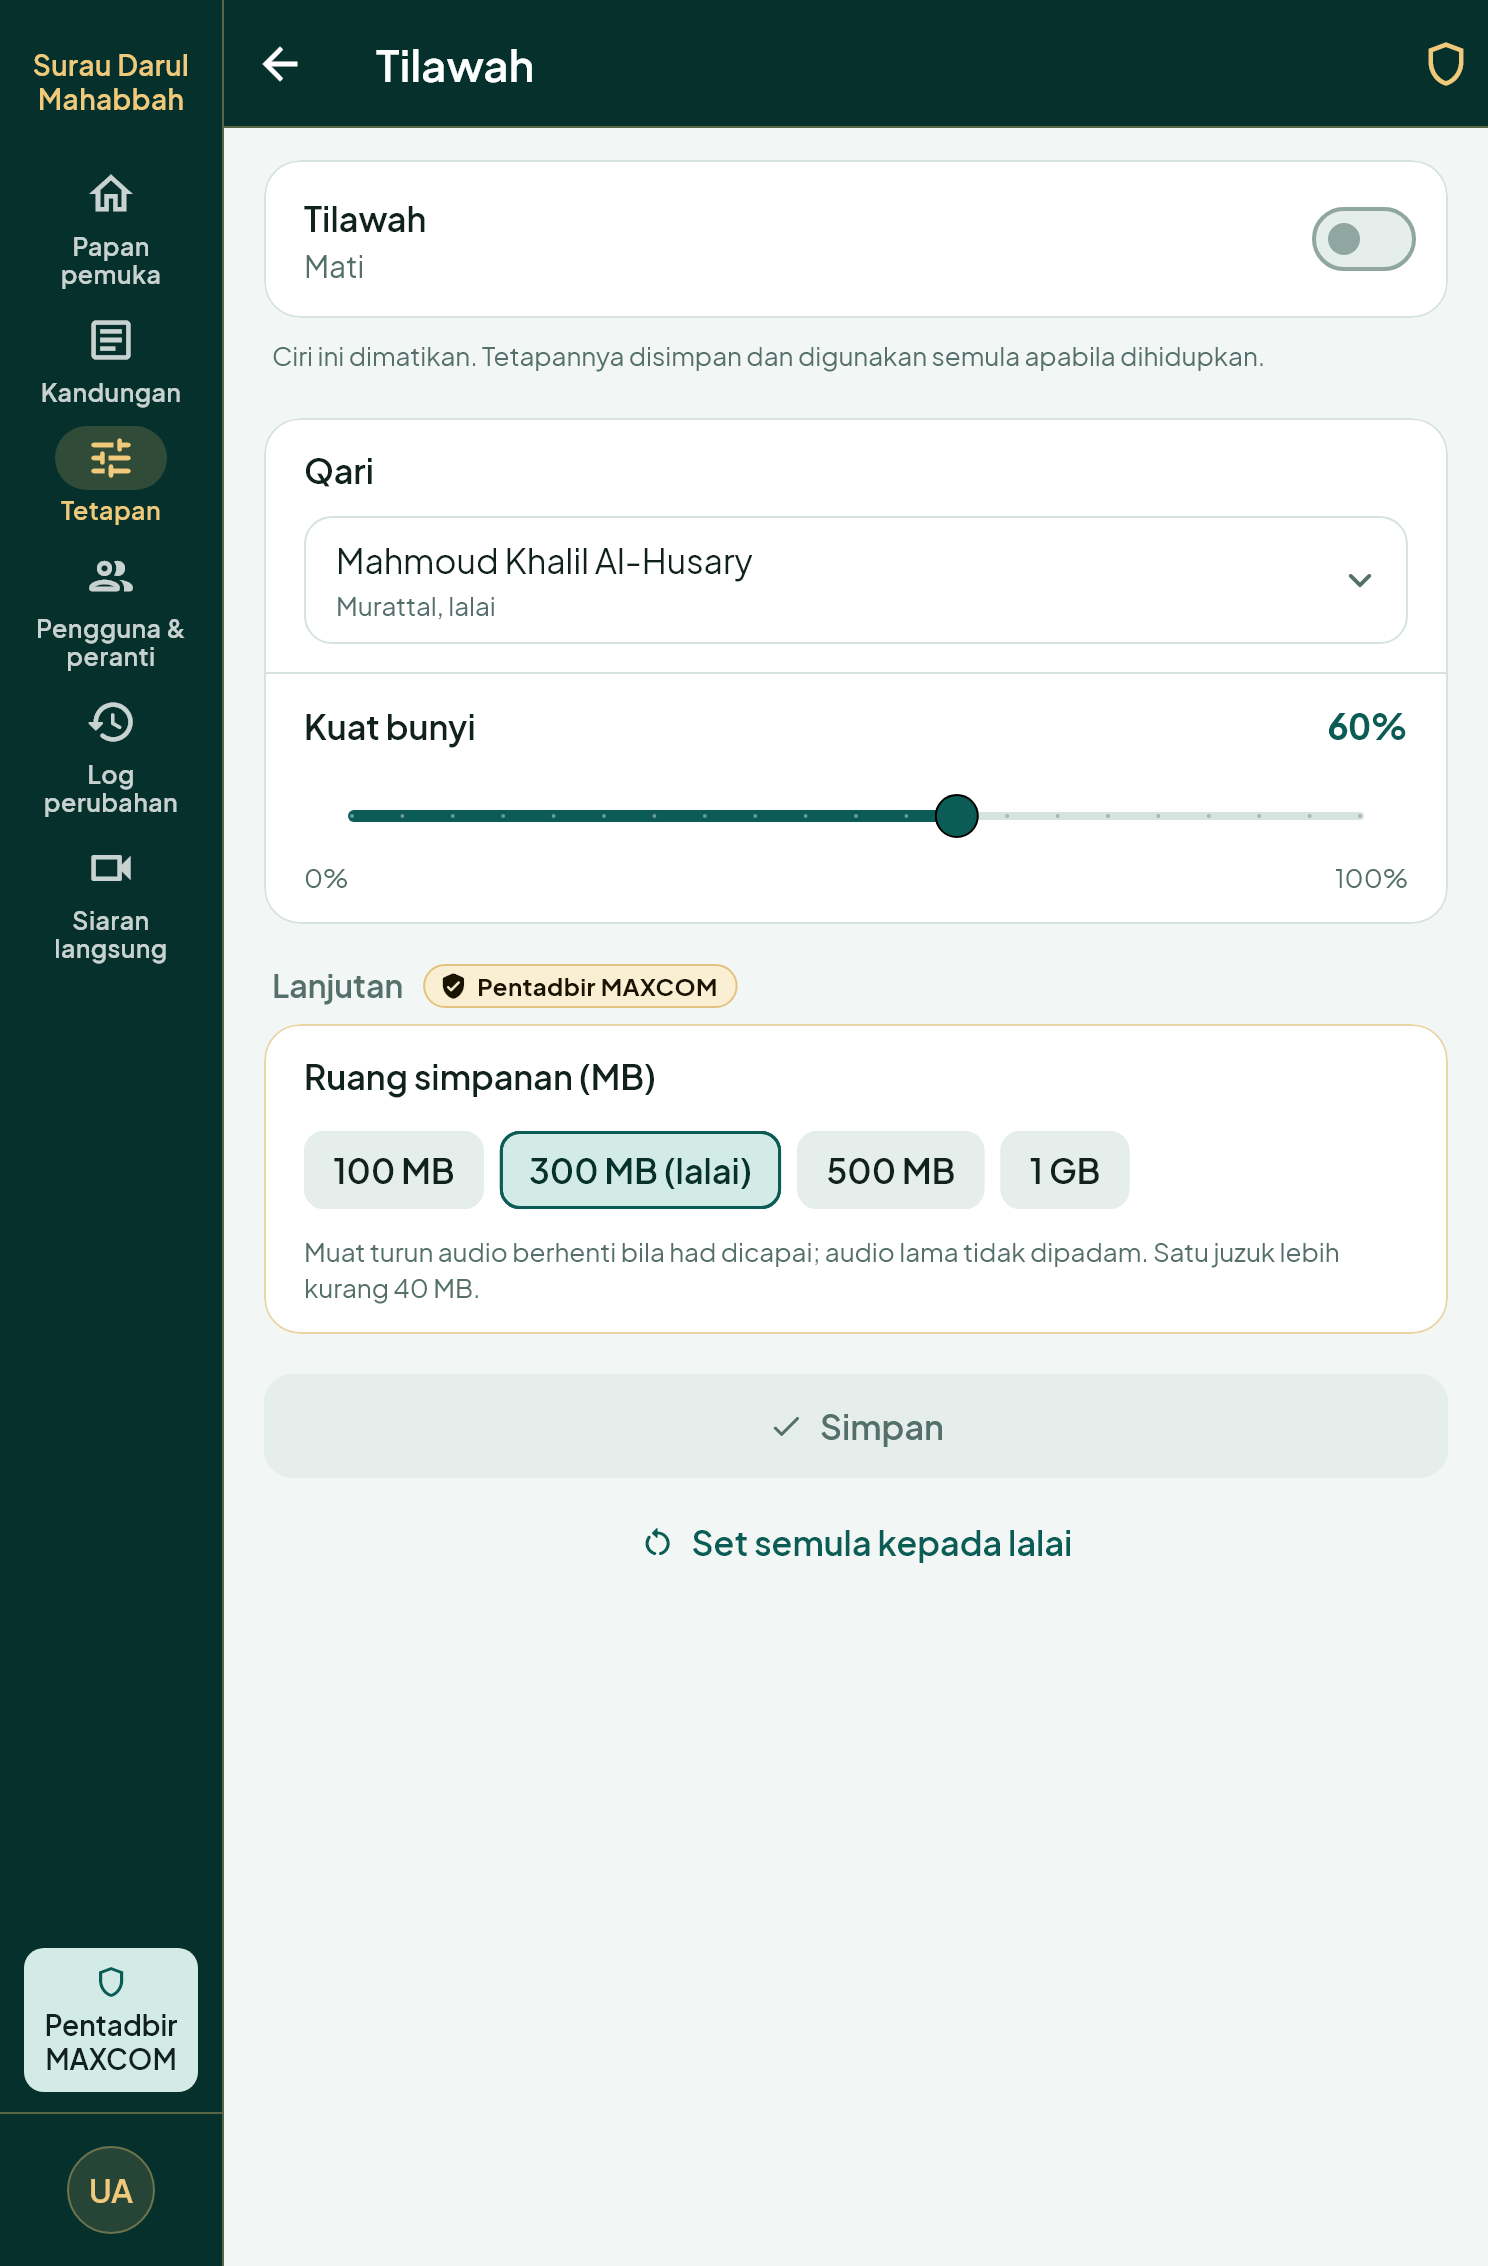 Surau Darul
Mahabbah
Papan
pemuka
Kandungan
Tetapan
Pengguna &
peranti
Log
perubahan
Siaran
langsung
Pentadbir
MAXCOM
UA
Tilawah
Tilawah
Mati
Ciri ini dimatikan. Tetapannya disimpan dan digunakan semula apabila dihidupkan.
Qari
Mahmoud Khalil Al-Husary
Murattal, lalai
Kuat bunyi 60%
0% 100%
Lanjutan Pentadbir MAXCOM
Ruang simpanan (MB)
100 MB 300 MB (lalai) 500 MB 1 GB
Muat turun audio berhenti bila had dicapai; audio lama tidak dipadam. Satu juzuk lebih
kurang 40 MB.
Simpan
Set semula kepada lalai